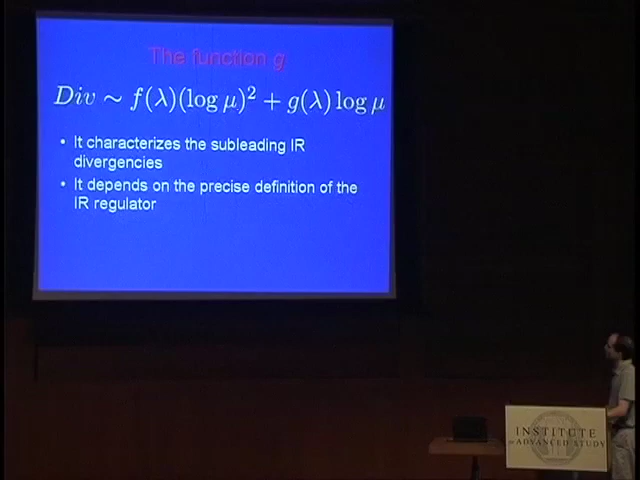 The function g
Div ∼ f(λ)(log μ)² + g(λ) log μ
• It characterizes the subleading IR
divergencies
• It depends on the precise definition of the
IR regulator
INSTITUTE
for ADVANCED STUDY